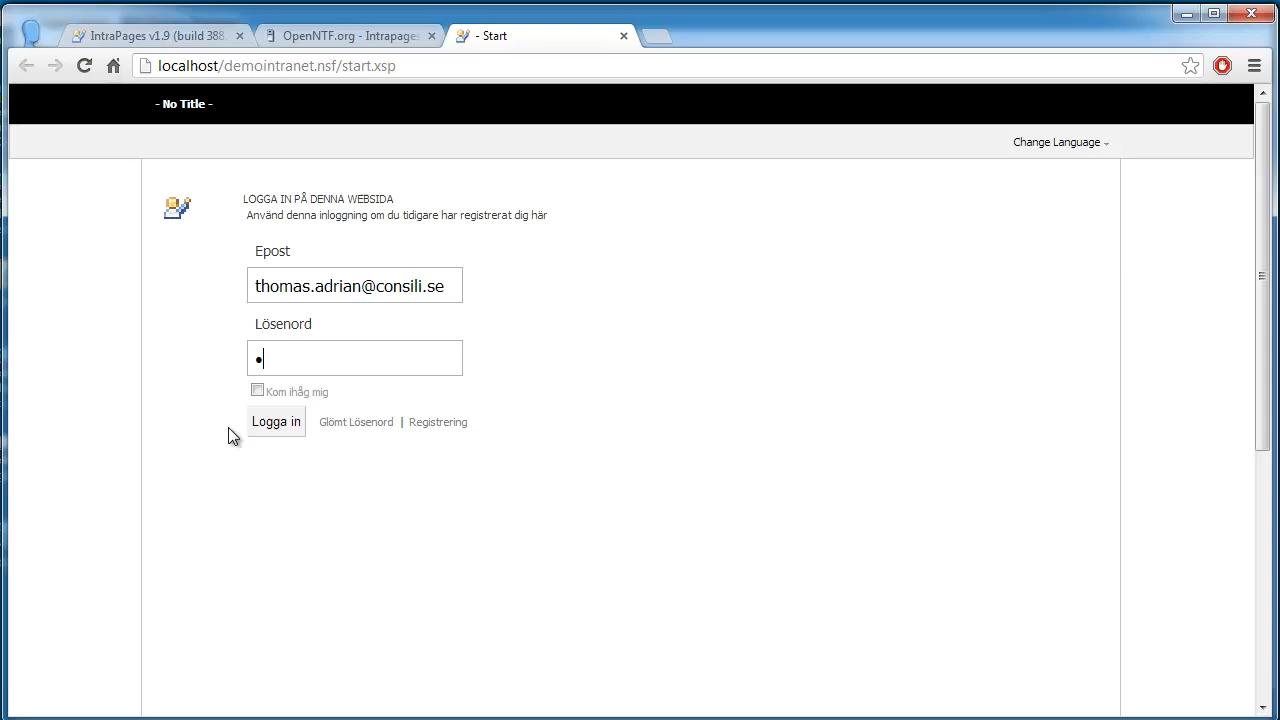 IntraPages v1.9 (build 388
OpenNTF.org - Intrapages
- Start
localhost/demointranet.nsf/start.xsp
- No Title -
Change Language
LOGGA IN PÅ DENNA WEBSIDA
Använd denna inloggning om du tidigare har registrerat dig här
Epost
thomas.adrian@consili.se
Lösenord
Kom ihåg mig
Logga in
Glömt Lösenord | Registrering